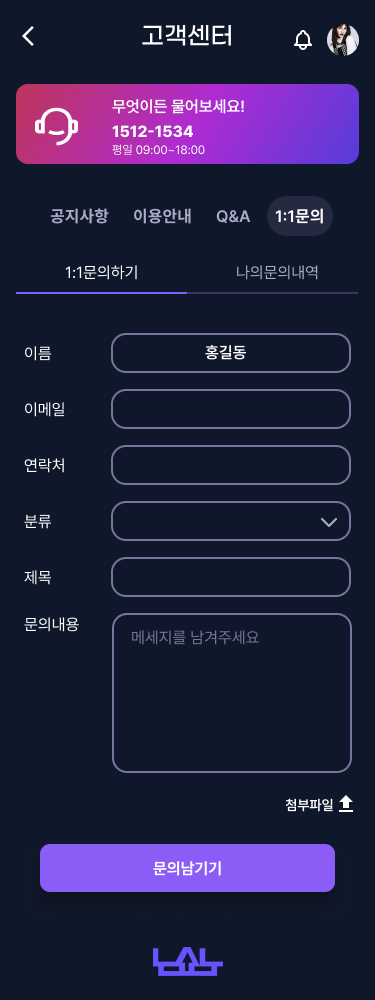 고객센터
무엇이든 물어보세요!
1512-1534
평일 09:00~18:00
공지사항 이용안내 Q&A 1:1문의
1:1문의하기 나의문의내역
이름 홍길동
이메일
연락처
분류
제목
문의내용 메세지를 남겨주세요
첨부파일
문의남기기